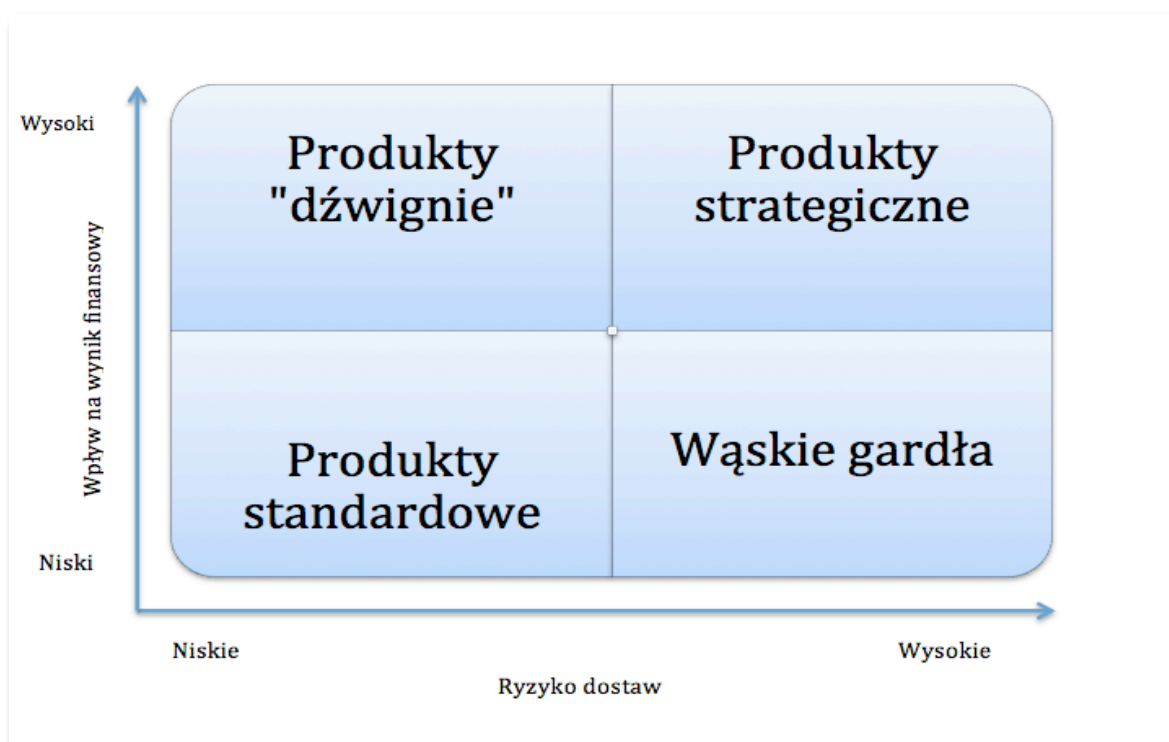 Wysoki
Produkty
"dźwignie"
Produkty
strategiczne
Wpływ na wynik finansowy
Produkty
standardowe
Wąskie gardła
Niski
Niskie
Wysokie
Ryzyko dostaw